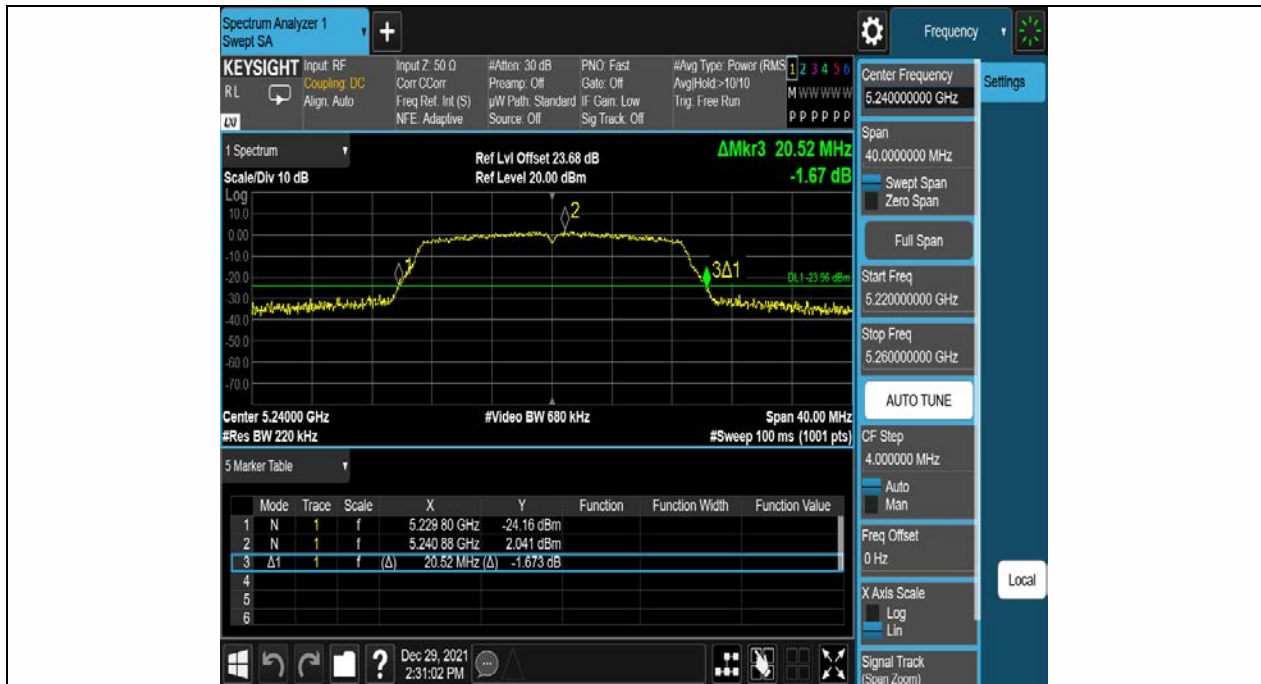 Spectrum Analyzer 1
Swept SA
+
Frequency
KEYSIGHT
RL
LXI
Input: RF
Coupling: DC
Align: Auto
Input Z: 50 Ω
Corr CCorr
Freq Ref: Int (S)
NFE: Adaptive
#Atten: 30 dB
Preamp: Off
µW Path: Standard
Source: Off
PNO: Fast
Gate: Off
IF Gain: Low
Sig Track: Off
#Avg Type: Power (RMS
Avg|Hold:>10/10
Trig: Free Run
1 2 3 4 5 6
M W W W W W
P P P P P P
1 Spectrum
Scale/Div 10 dB
Ref Lvl Offset 23.68 dB
Ref Level 20.00 dBm
ΔMkr3 20.52 MHz
-1.67 dB
Log
10.0
0.00
-10.0
-20.0
-30.0
-40.0
-50.0
-60.0
-70.0
1
2
3Δ1
DL1 -23.96 dBm
Center 5.24000 GHz
#Res BW 220 kHz
#Video BW 680 kHz
Span 40.00 MHz
#Sweep 100 ms (1001 pts)
5 Marker Table
Mode Trace Scale X Y Function Function Width Function Value
1 N 1 f 5.229 80 GHz -24.16 dBm
2 N 1 f 5.240 88 GHz 2.041 dBm
3 Δ1 1 f (Δ) 20.52 MHz (Δ) -1.673 dB
4
5
6
?
Dec 29, 2021
2:31:02 PM
Center Frequency
5.240000000 GHz
Settings
Span
40.0000000 MHz
Swept Span
Zero Span
Full Span
Start Freq
5.220000000 GHz
Stop Freq
5.260000000 GHz
AUTO TUNE
CF Step
4.000000 MHz
Auto
Man
Freq Offset
0 Hz
Local
X Axis Scale
Log
Lin
Signal Track
(Span Zoom)